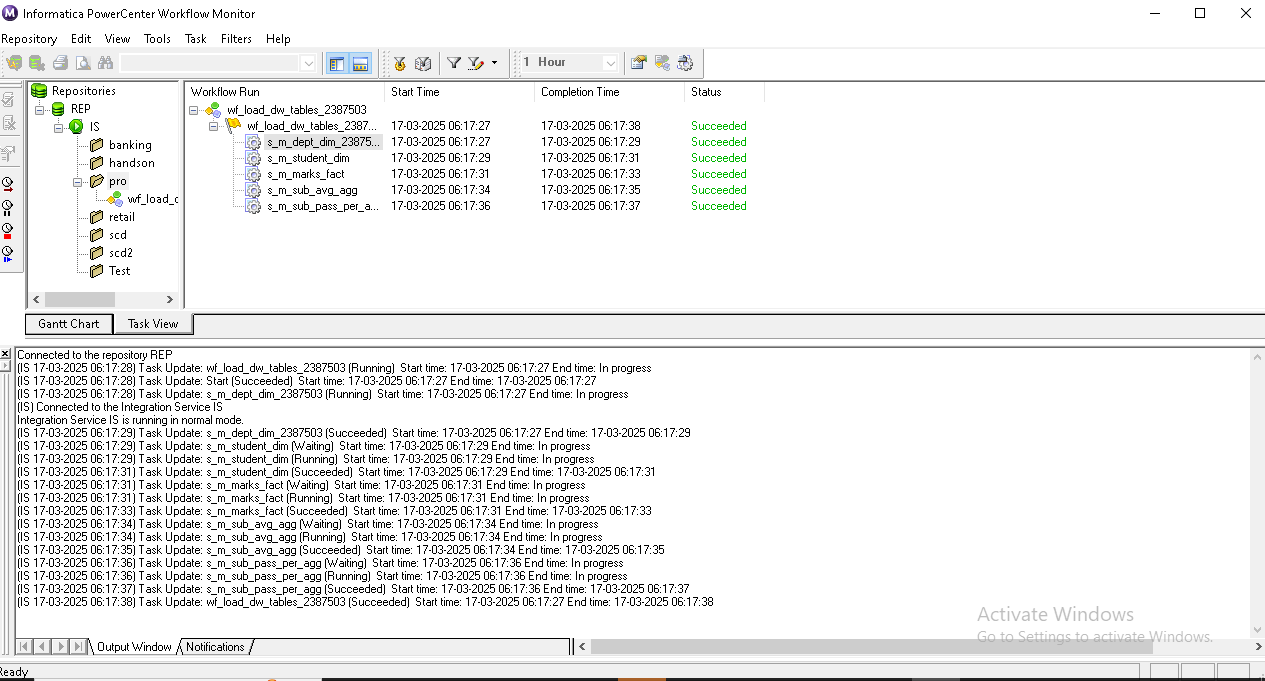 Informatica PowerCenter Workflow Monitor
Repository Edit View Tools Task Filters Help
1 Hour
Repositories
REP
IS
banking
handson
pro
wf_load_c
retail
scd
scd2
Test
Workflow Run Start Time Completion Time Status
wf_load_dw_tables_2387503
wf_load_dw_tables_2387... 17-03-2025 06:17:27 17-03-2025 06:17:38 Succeeded
s_m_dept_dim_23875... 17-03-2025 06:17:27 17-03-2025 06:17:29 Succeeded
s_m_student_dim 17-03-2025 06:17:29 17-03-2025 06:17:31 Succeeded
s_m_marks_fact 17-03-2025 06:17:31 17-03-2025 06:17:33 Succeeded
s_m_sub_avg_agg 17-03-2025 06:17:34 17-03-2025 06:17:35 Succeeded
s_m_sub_pass_per_a... 17-03-2025 06:17:36 17-03-2025 06:17:37 Succeeded
Gantt Chart Task View
Connected to the repository REP
(IS 17-03-2025 06:17:28) Task Update: wf_load_dw_tables_2387503 (Running) Start time: 17-03-2025 06:17:27 End time: In progress
(IS 17-03-2025 06:17:28) Task Update: Start (Succeeded) Start time: 17-03-2025 06:17:27 End time: 17-03-2025 06:17:27
(IS 17-03-2025 06:17:28) Task Update: s_m_dept_dim_2387503 (Running) Start time: 17-03-2025 06:17:27 End time: In progress
(IS) Connected to the Integration Service IS
Integration Service IS is running in normal mode.
(IS 17-03-2025 06:17:29) Task Update: s_m_dept_dim_2387503 (Succeeded) Start time: 17-03-2025 06:17:27 End time: 17-03-2025 06:17:29
(IS 17-03-2025 06:17:29) Task Update: s_m_student_dim (Waiting) Start time: 17-03-2025 06:17:29 End time: In progress
(IS 17-03-2025 06:17:29) Task Update: s_m_student_dim (Running) Start time: 17-03-2025 06:17:29 End time: In progress
(IS 17-03-2025 06:17:31) Task Update: s_m_student_dim (Succeeded) Start time: 17-03-2025 06:17:29 End time: 17-03-2025 06:17:31
(IS 17-03-2025 06:17:31) Task Update: s_m_marks_fact (Waiting) Start time: 17-03-2025 06:17:31 End time: In progress
(IS 17-03-2025 06:17:31) Task Update: s_m_marks_fact (Running) Start time: 17-03-2025 06:17:31 End time: In progress
(IS 17-03-2025 06:17:33) Task Update: s_m_marks_fact (Succeeded) Start time: 17-03-2025 06:17:31 End time: 17-03-2025 06:17:33
(IS 17-03-2025 06:17:34) Task Update: s_m_sub_avg_agg (Waiting) Start time: 17-03-2025 06:17:34 End time: In progress
(IS 17-03-2025 06:17:34) Task Update: s_m_sub_avg_agg (Running) Start time: 17-03-2025 06:17:34 End time: In progress
(IS 17-03-2025 06:17:35) Task Update: s_m_sub_avg_agg (Succeeded) Start time: 17-03-2025 06:17:34 End time: 17-03-2025 06:17:35
(IS 17-03-2025 06:17:36) Task Update: s_m_sub_pass_per_agg (Waiting) Start time: 17-03-2025 06:17:36 End time: In progress
(IS 17-03-2025 06:17:36) Task Update: s_m_sub_pass_per_agg (Running) Start time: 17-03-2025 06:17:36 End time: In progress
(IS 17-03-2025 06:17:37) Task Update: s_m_sub_pass_per_agg (Succeeded) Start time: 17-03-2025 06:17:36 End time: 17-03-2025 06:17:37
(IS 17-03-2025 06:17:38) Task Update: wf_load_dw_tables_2387503 (Succeeded) Start time: 17-03-2025 06:17:27 End time: 17-03-2025 06:17:38
Activate Windows
Go to Settings to activate Windows.
Output Window Notifications
Ready